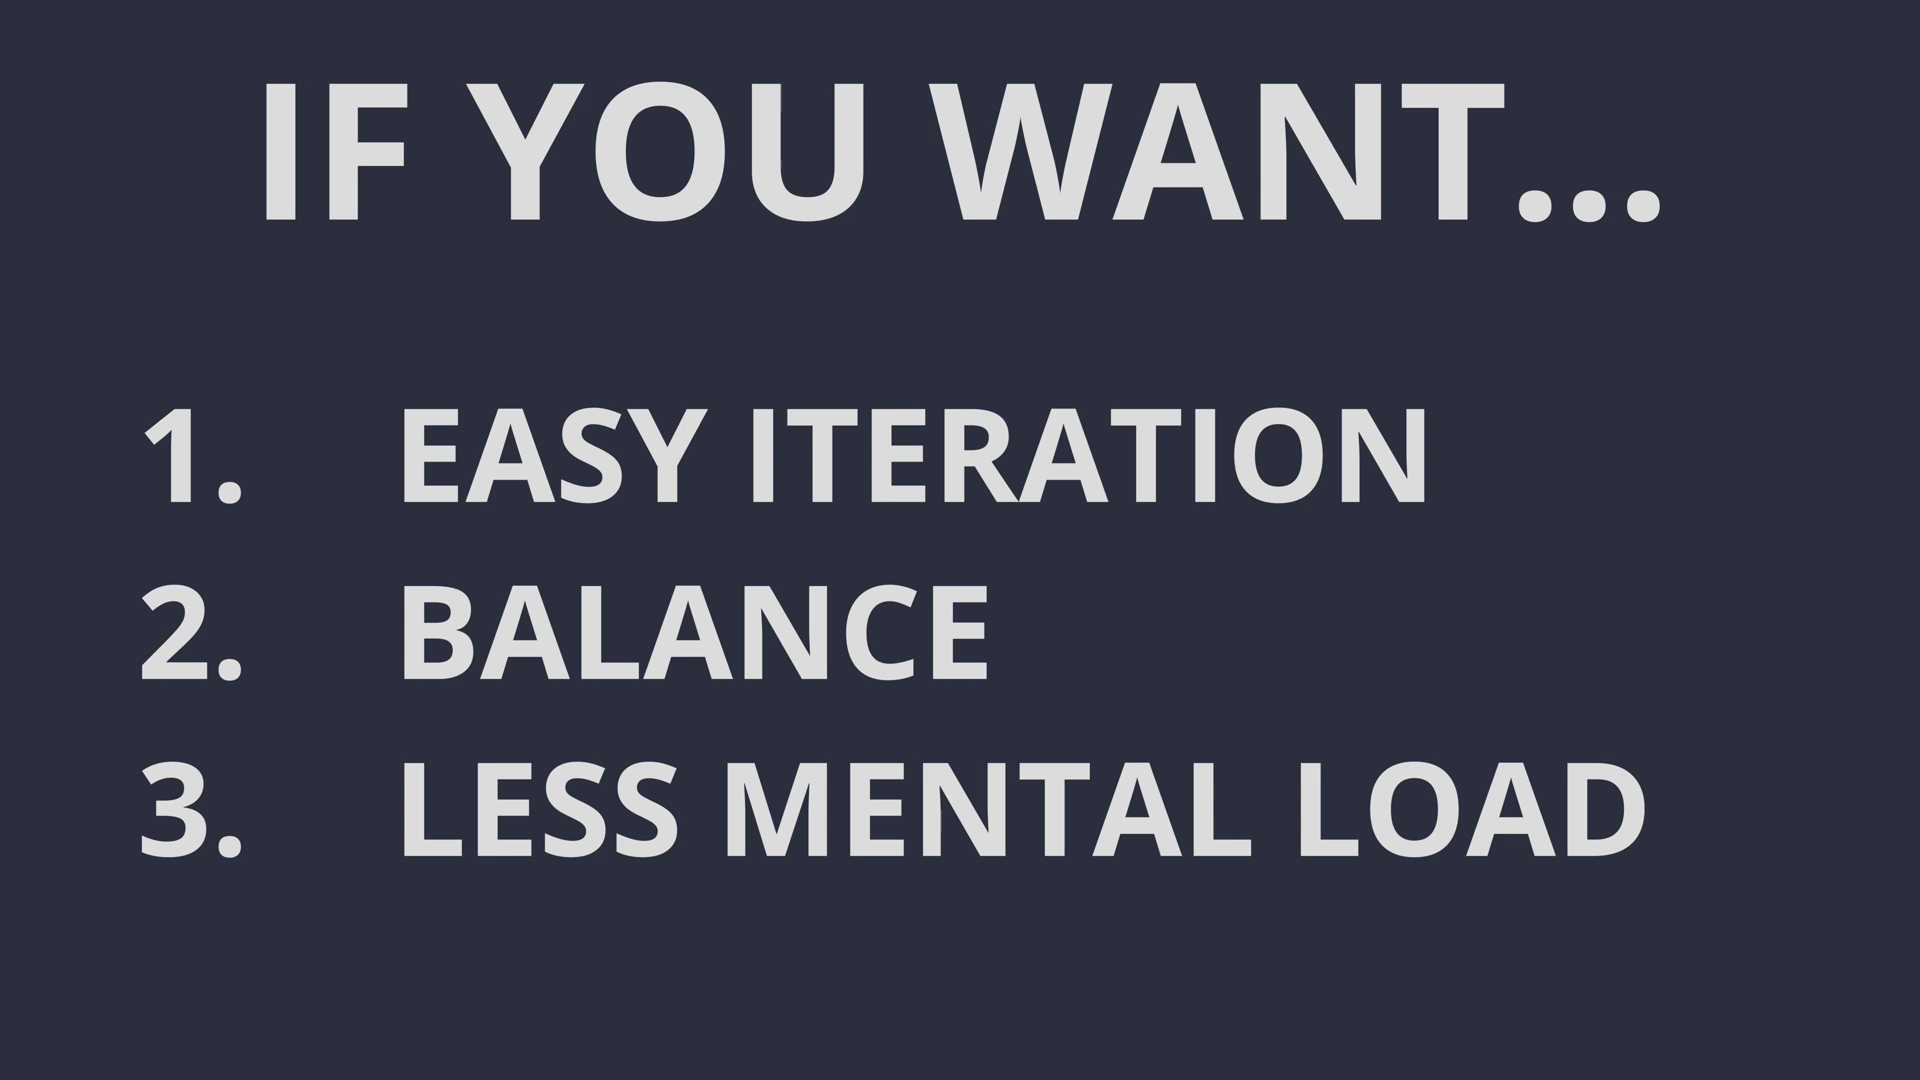 IF YOU WANT...
1. EASY ITERATION
2. BALANCE
3. LESS MENTAL LOAD